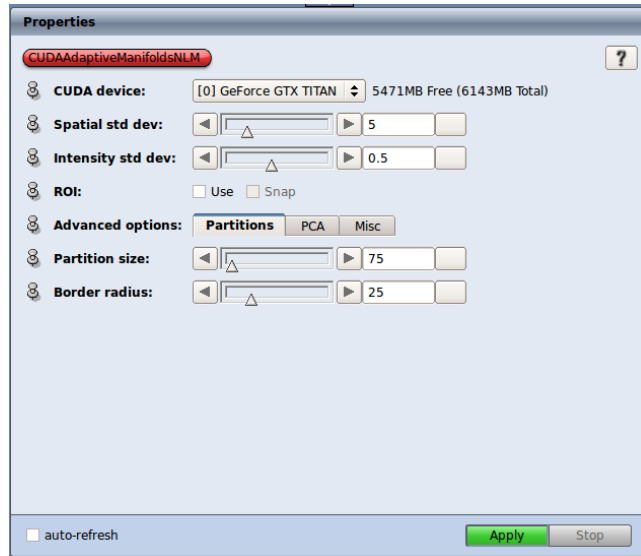 Properties
CUDAAdaptiveManifoldsNLM ?
CUDA device: [0] GeForce GTX TITAN 5471MB Free (6143MB Total)
Spatial std dev: 5
Intensity std dev: 0.5
ROI: Use Snap
Advanced options: Partitions PCA Misc
Partition size: 75
Border radius: 25
auto-refresh Apply Stop